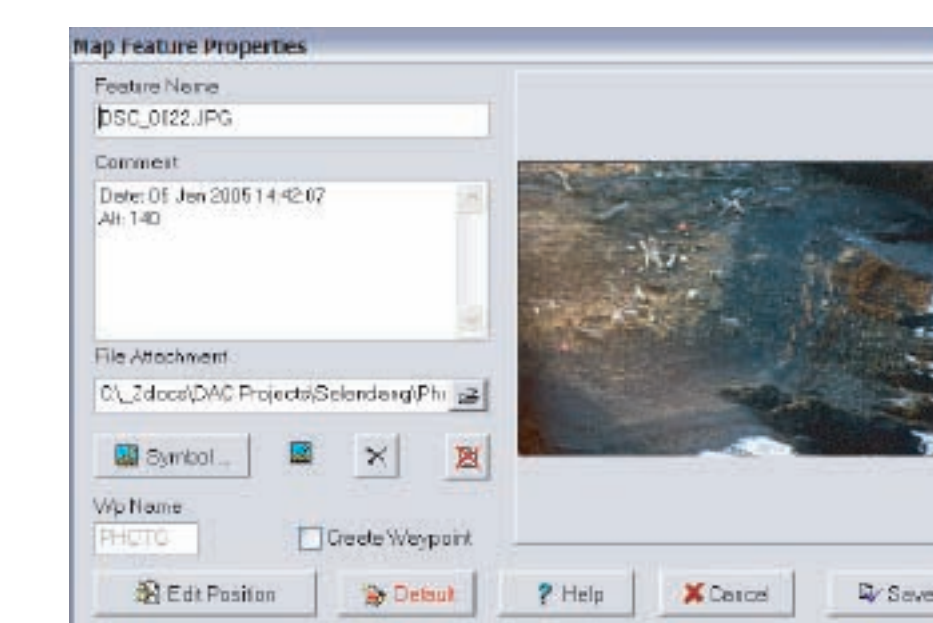 Map Feature Properties
Feature Name
DSC_0122.JPG
Comment
Date: 05 Jan 2005 14:42:07
Alt: 140
File Attachment
C:\_Zdocs\DAC Projects\Selendang\Pho
Symbol ...
Wp Name
PHOTO
Create Waypoint
Edit Position
Default
? Help
Cancel
Save